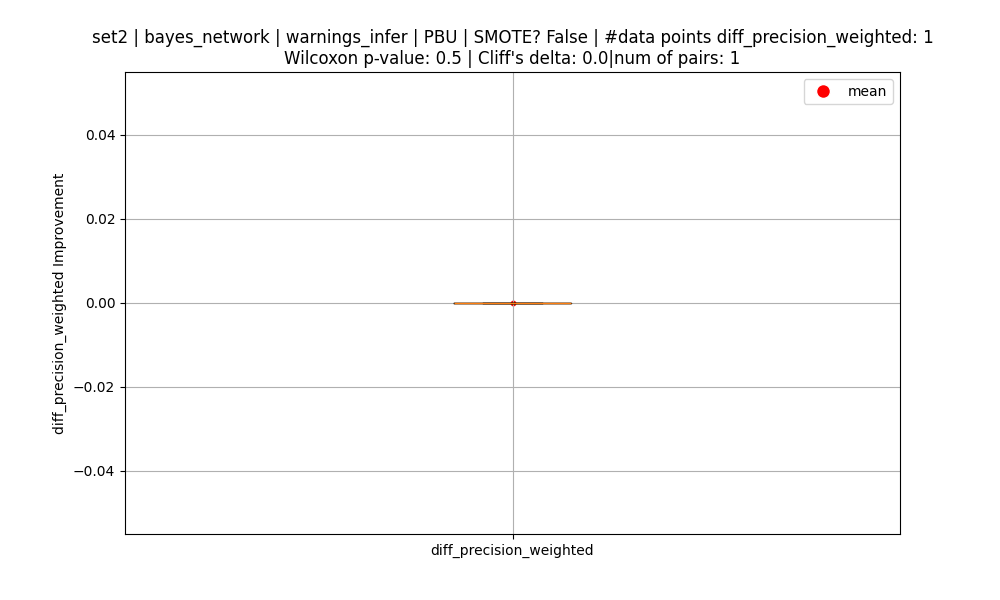 set2 | bayes_network | warnings_infer | PBU | SMOTE? False | #data points diff_precision_weighted: 1
Wilcoxon p-value: 0.5 | Cliff's delta: 0.0|num of pairs: 1
mean
diff_precision_weighted Improvement
0.04
0.02
0.00
−0.02
−0.04
diff_precision_weighted